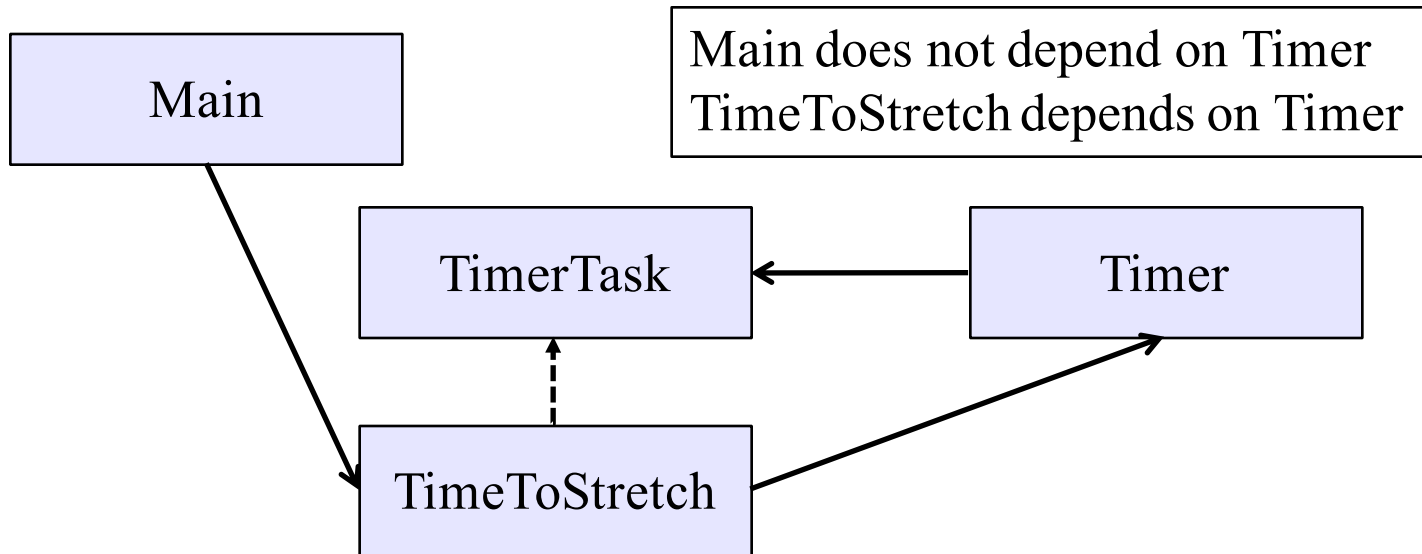 Main does not depend on Timer
TimeToStretch depends on Timer
Main
TimerTask
Timer
TimeToStretch